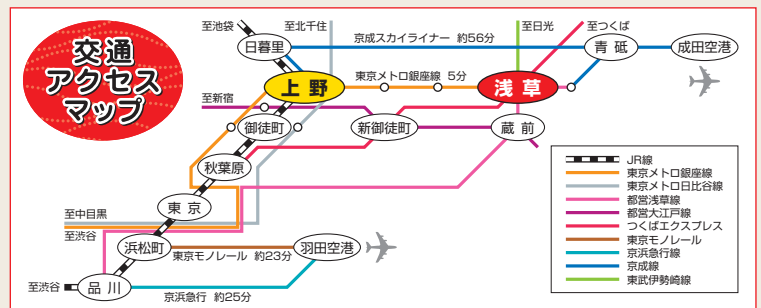 交通
アクセス
マップ
至池袋
至北千住
至日光
至つくば
日暮里
京成スカイライナー 約56分
青砥
成田空港
上野
東京メトロ銀座線 5分
浅草
至新宿
御徒町
新御徒町
蔵前
秋葉原
東京
至中目黒
至渋谷
浜松町
東京モノレール 約23分
羽田空港
至渋谷
品川
京浜急行 約25分
JR線
東京メトロ銀座線
東京メトロ日比谷線
都営浅草線
都営大江戸線
つくばエクスプレス
東京モノレール
京浜急行線
京成線
東武伊勢崎線